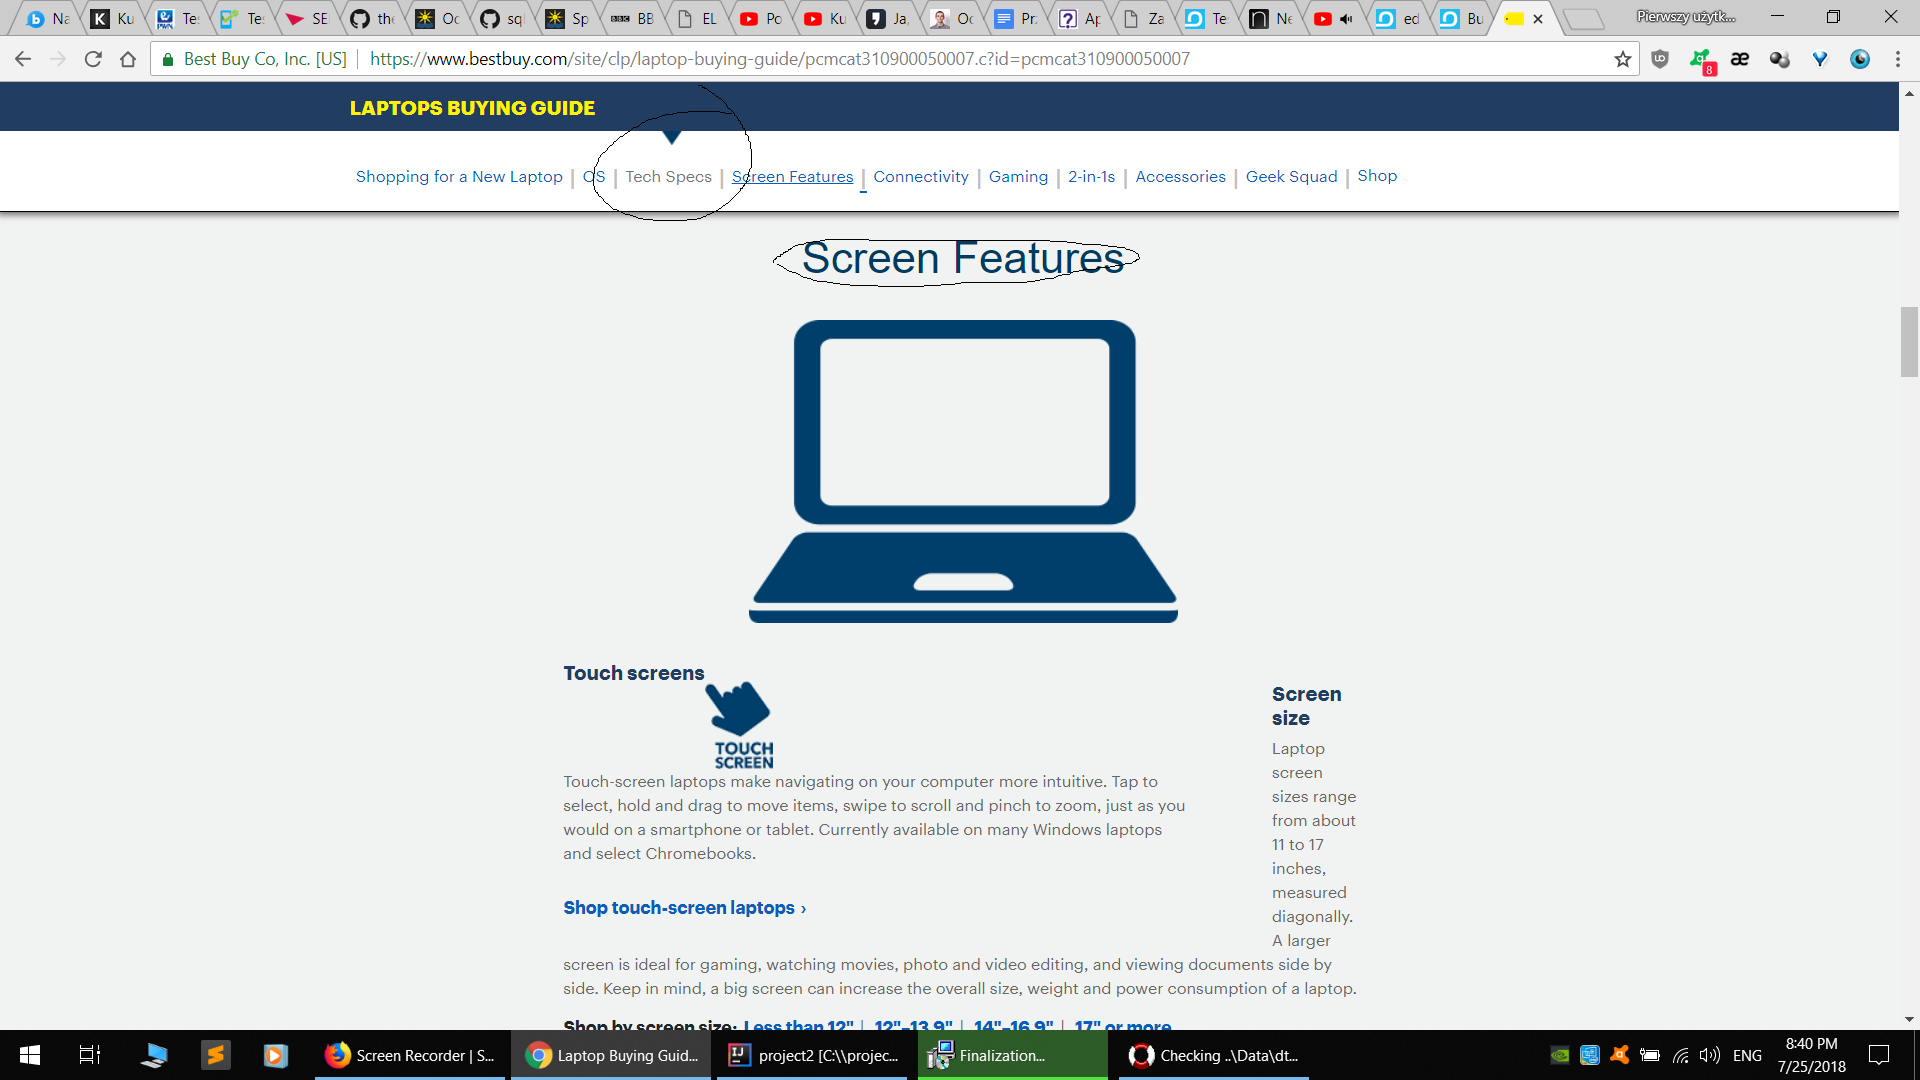 Na
Ku
Tes
Tes
SE
the
Oc
sq
Sp
BBC BB
EL
Po
Ku
Ja,
Oc
Prz
Ap
Za
Te
Ne
ed
Bu
Pierwszy użytk...
Best Buy Co, Inc. [US] | https://www.bestbuy.com/site/clp/laptop-buying-guide/pcmcat310900050007.c?id=pcmcat310900050007
8
æ
LAPTOPS BUYING GUIDE
Shopping for a New Laptop | OS | Tech Specs | Screen Features | Connectivity | Gaming | 2-in-1s | Accessories | Geek Squad | Shop
Screen Features
Touch screens
TOUCH
SCREEN
Touch-screen laptops make navigating on your computer more intuitive. Tap to
select, hold and drag to move items, swipe to scroll and pinch to zoom, just as you
would on a smartphone or tablet. Currently available on many Windows laptops
and select Chromebooks.
Shop touch-screen laptops ›
Screen
size
Laptop
screen
sizes range
from about
11 to 17
inches,
measured
diagonally.
A larger
screen is ideal for gaming, watching movies, photo and video editing, and viewing documents side by
side. Keep in mind, a big screen can increase the overall size, weight and power consumption of a laptop.
Shop by screen size: Less than 12" | 12"–13.9" | 14"–16.9" | 17" or more
Screen Recorder | S...
Laptop Buying Guid...
project2 [C:\\projec...
Finalization...
Checking ..\Data\dt...
ENG
8:40 PM
7/25/2018